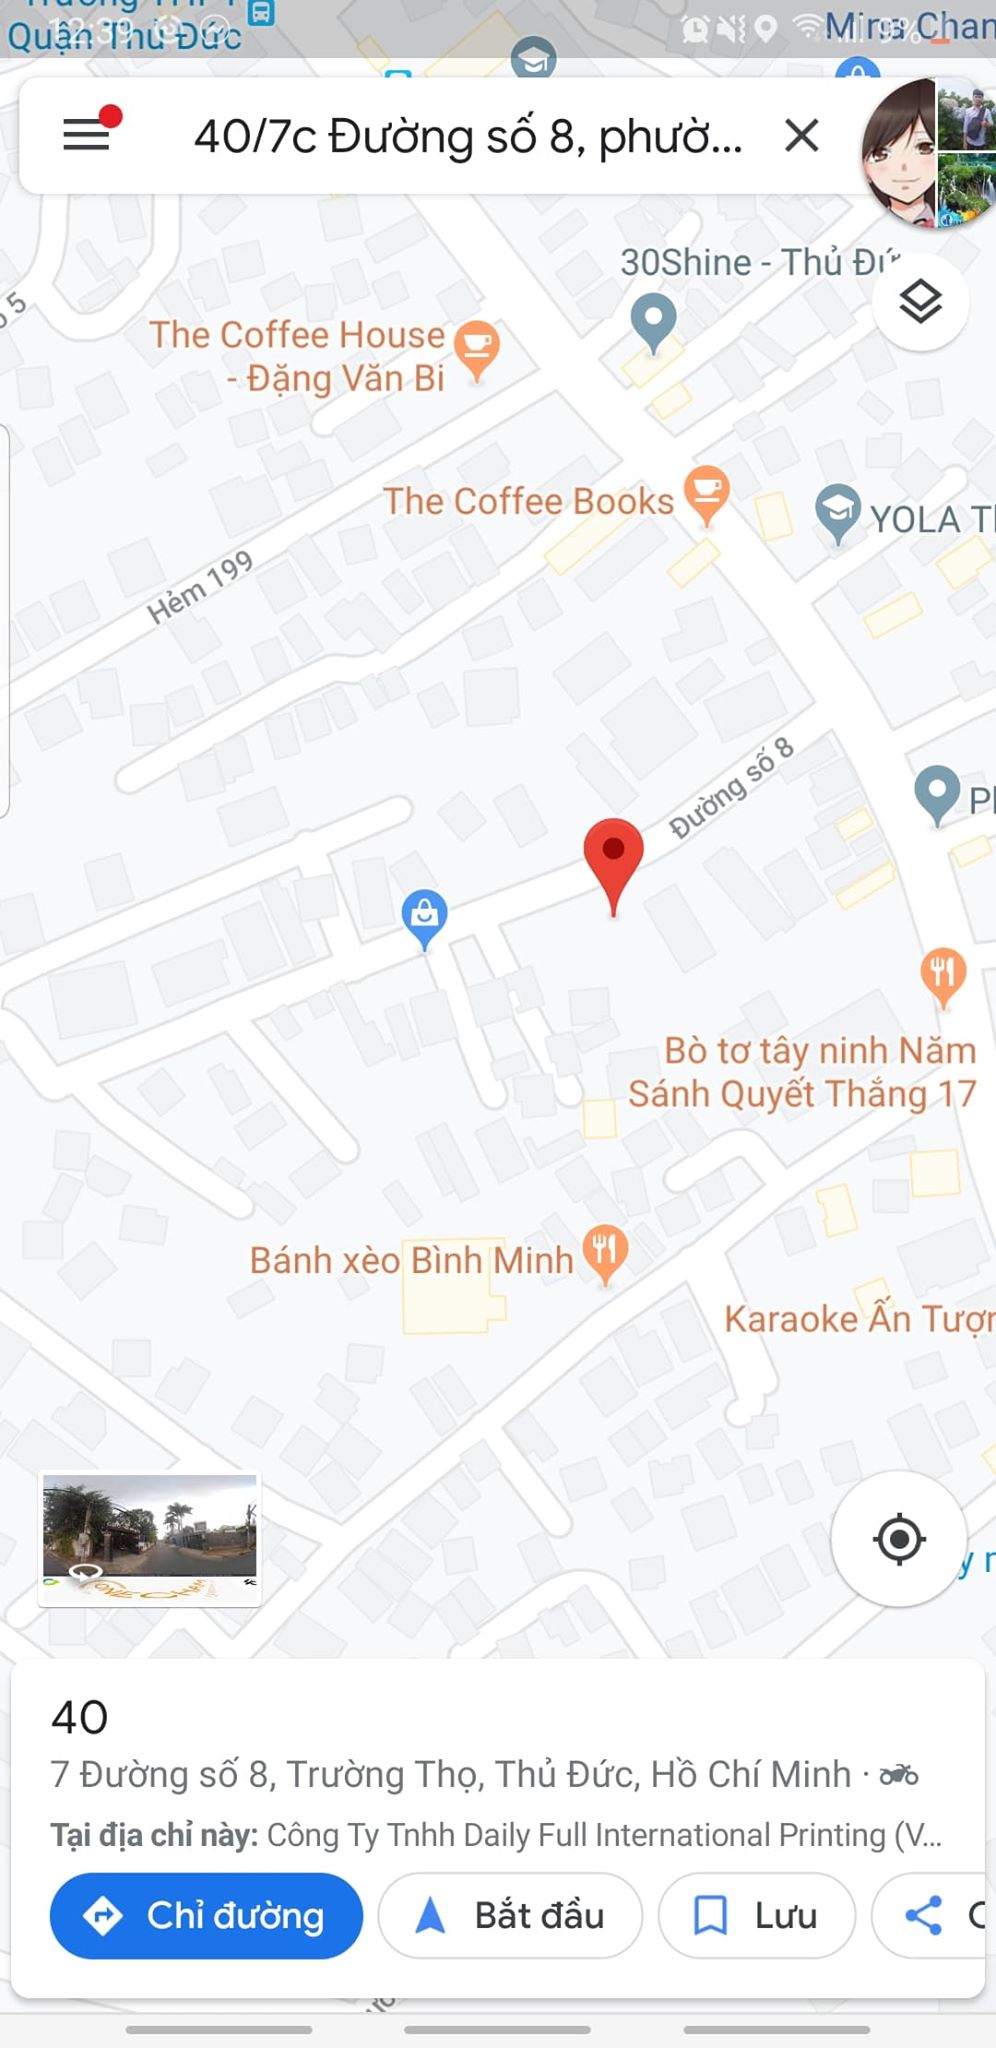 Quận Thủ Đức
12:39
9%
40/7c Đường số 8, phườ...
30Shine - Thủ Đứ
The Coffee House
- Đặng Văn Bi
The Coffee Books
YOLA
Hẻm 199
Đường số 8
Bò tơ tây ninh Năm
Sánh Quyết Thắng 17
Bánh xèo Bình Minh
Karaoke Ấn Tượ
40
7 Đường số 8, Trường Thọ, Thủ Đức, Hồ Chí Minh ·
Tại địa chỉ này: Công Ty Tnhh Daily Full International Printing (V...
Chỉ đường
Bắt đầu
Lưu